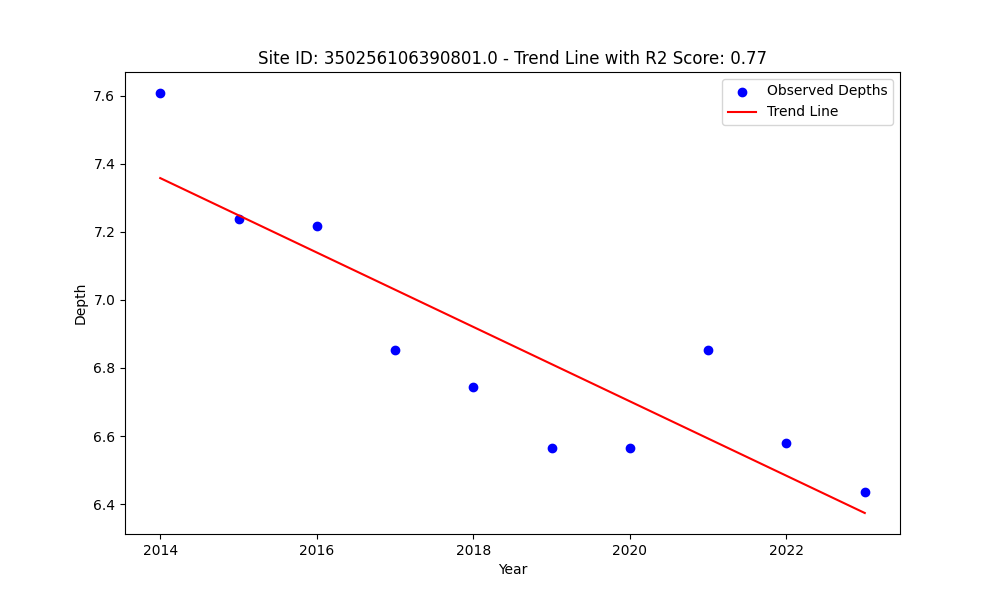 Site ID: 350256106390801.0 - Trend Line with R2 Score: 0.77
Observed Depths
Trend Line
7.6
7.4
7.2
7.0
6.8
6.6
6.4
Depth
2014
2016
2018
2020
2022
Year